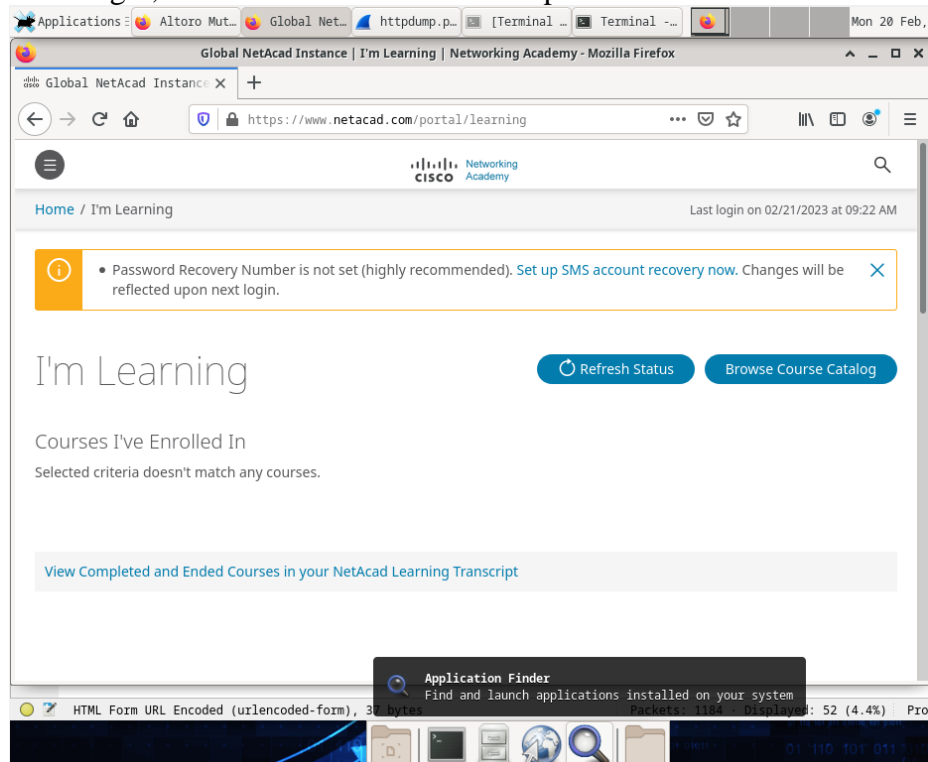 Applications
Altoro Mut…
Global Net…
httpdump.p…
[Terminal …
Terminal -…
Mon 20 Feb,
Global NetAcad Instance | I'm Learning | Networking Academy - Mozilla Firefox
Global NetAcad Instance
https://www.netacad.com/portal/learning
CISCO Networking Academy
Home / I'm Learning
Last login on 02/21/2023 at 09:22 AM
• Password Recovery Number is not set (highly recommended). Set up SMS account recovery now. Changes will be
reflected upon next login.
I'm Learning
Refresh Status
Browse Course Catalog
Courses I've Enrolled In
Selected criteria doesn't match any courses.
View Completed and Ended Courses in your NetAcad Learning Transcript
Application Finder
Find and launch applications installed on your system
HTML Form URL Encoded (urlencoded-form), 37 bytes
Packets: 1184 · Displayed: 52 (4.4%)
Pro